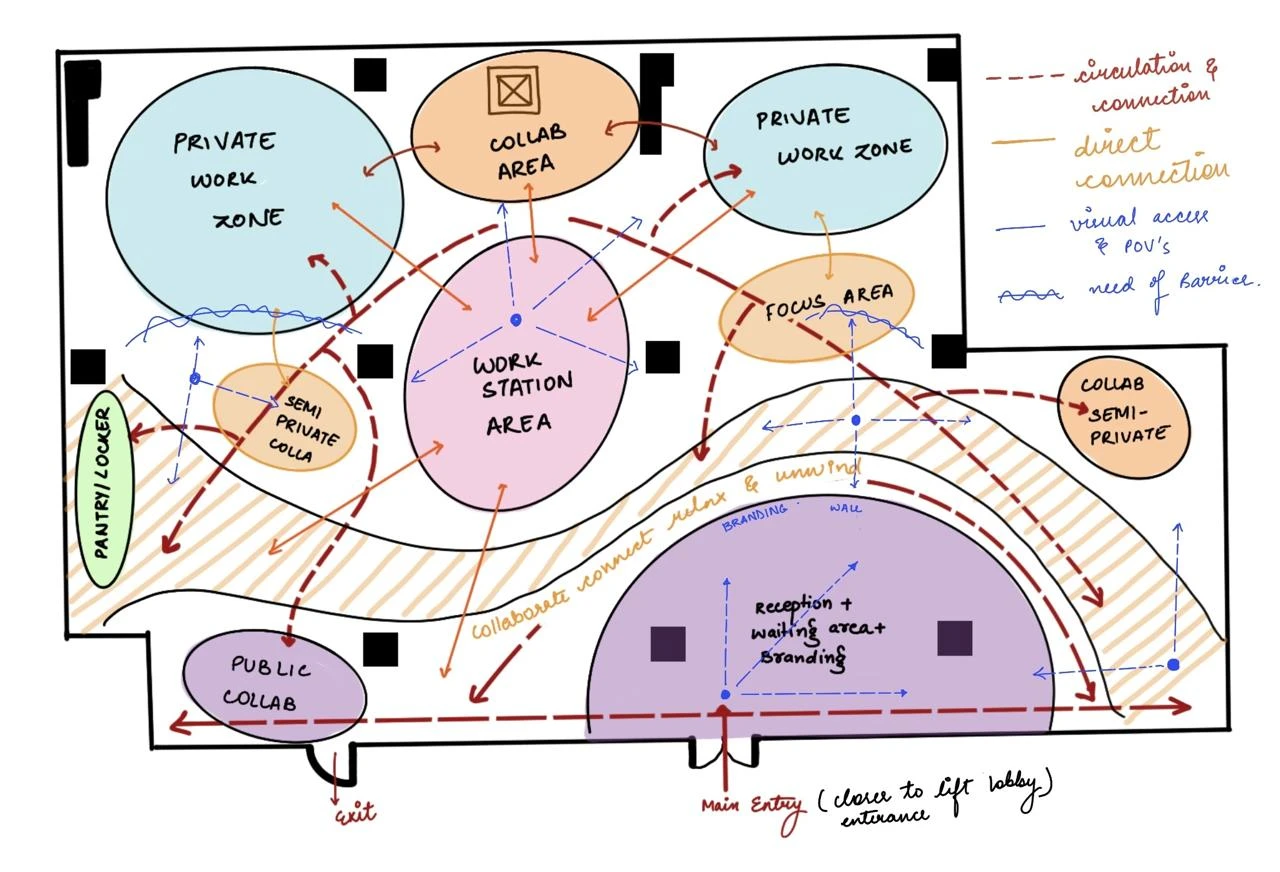 PRIVATE
WORK
ZONE
COLLAB
AREA
PRIVATE
WORK ZONE
circulation &
connection
direct
connection
visual access
& POV's
need of Barrier.
FOCUS AREA
WORK
STATION
AREA
SEMI
PRIVATE
COLLA
COLLAB
SEMI-
PRIVATE
PANTRY/LOCKER
collaborate connect relax & unwind
BRANDING WALL
Reception +
Waiting area+
Branding
PUBLIC
COLLAB
Exit
Main Entry (closer to lift lobby)
enterance